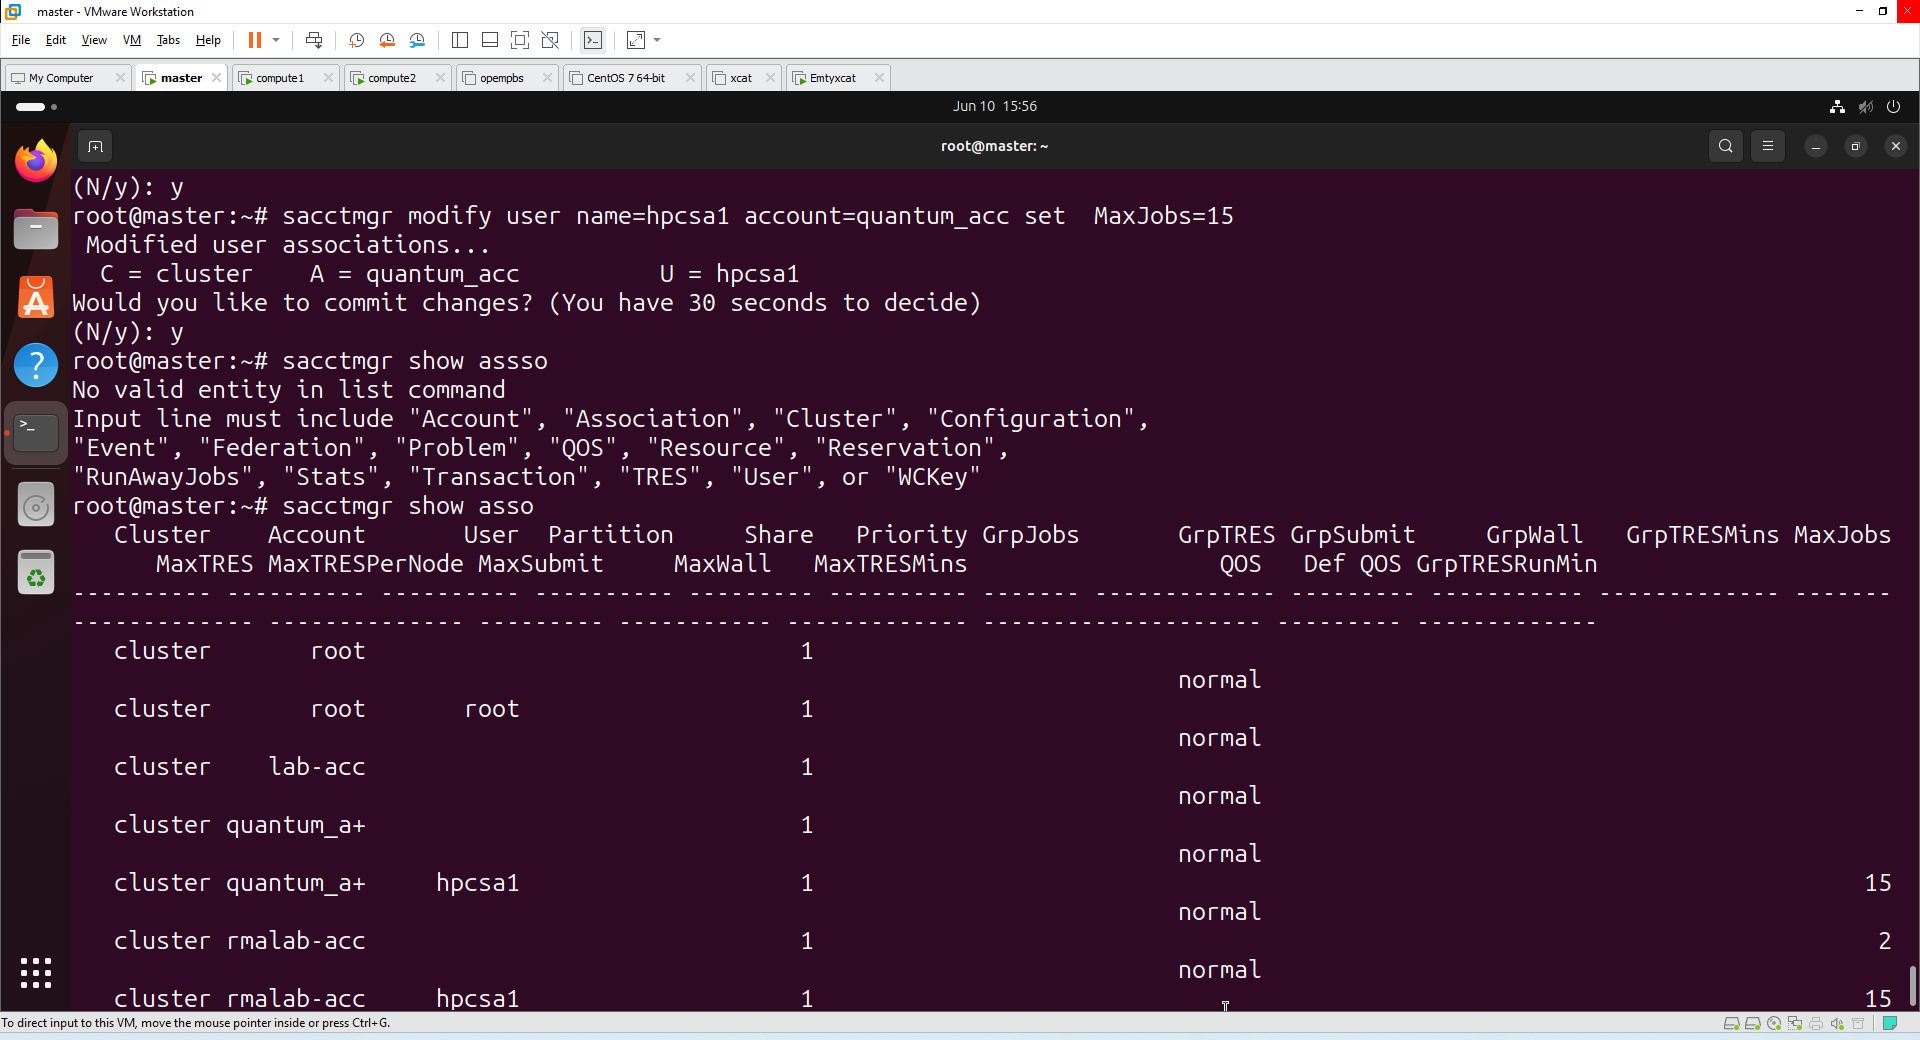 master - VMware Workstation
File Edit View VM Tabs Help
My Computer master compute1 compute2 opempbs CentOS 7 64-bit xcat Emtyxcat
Jun 10 15:56
root@master: ~
(N/y): y
root@master:~# sacctmgr modify user name=hpcsa1 account=quantum_acc set  MaxJobs=15
 Modified user associations...
  C = cluster    A = quantum_acc          U = hpcsa1
Would you like to commit changes? (You have 30 seconds to decide)
(N/y): y
root@master:~# sacctmgr show assso
No valid entity in list command
Input line must include "Account", "Association", "Cluster", "Configuration",
"Event", "Federation", "Problem", "QOS", "Resource", "Reservation",
"RunAwayJobs", "Stats", "Transaction", "TRES", "User", or "WCKey"
root@master:~# sacctmgr show asso
   Cluster    Account       User  Partition     Share   Priority GrpJobs       GrpTRES GrpSubmit     GrpWall   GrpTRESMins MaxJobs
      MaxTRES MaxTRESPerNode MaxSubmit     MaxWall   MaxTRESMins                  QOS   Def QOS GrpTRESRunMin
---------- ---------- ---------- ---------- --------- ---------- ------- ------------- --------- ----------- ------------- -------
------------- -------------- --------- ----------- ------------- -------------------- --------- -------------
   cluster       root                               1
                                                                               normal
   cluster       root       root                    1
                                                                               normal
   cluster    lab-acc                               1
                                                                               normal
   cluster quantum_a+                               1
                                                                               normal
   cluster quantum_a+     hpcsa1                    1                                                                           15
                                                                               normal
   cluster rmalab-acc                               1                                                                            2
                                                                               normal
   cluster rmalab-acc     hpcsa1                    1                                                                           15
To direct input to this VM, move the mouse pointer inside or press Ctrl+G.